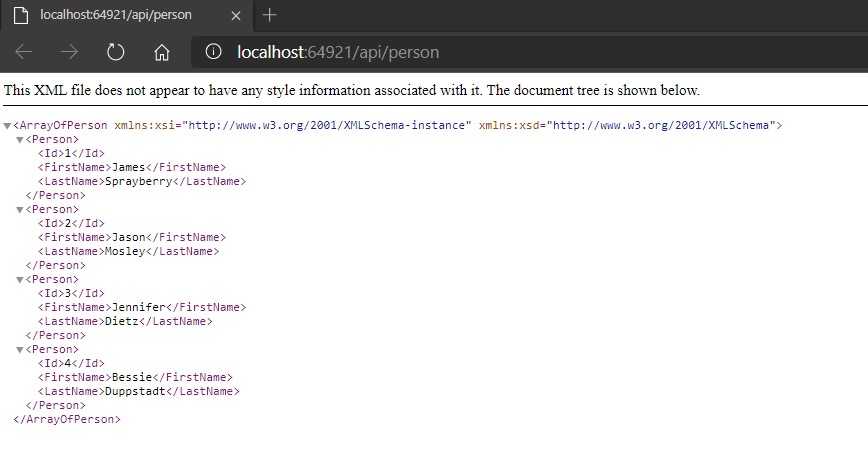 localhost:64921/api/person
localhost:64921/api/person
This XML file does not appear to have any style information associated with it. The document tree is shown below.
<ArrayOfPerson xmlns:xsi="http://www.w3.org/2001/XMLSchema-instance" xmlns:xsd="http://www.w3.org/2001/XMLSchema">
<Person>
<Id>1</Id>
<FirstName>James</FirstName>
<LastName>Sprayberry</LastName>
</Person>
<Person>
<Id>2</Id>
<FirstName>Jason</FirstName>
<LastName>Mosley</LastName>
</Person>
<Person>
<Id>3</Id>
<FirstName>Jennifer</FirstName>
<LastName>Dietz</LastName>
</Person>
<Person>
<Id>4</Id>
<FirstName>Bessie</FirstName>
<LastName>Duppstadt</LastName>
</Person>
</ArrayOfPerson>